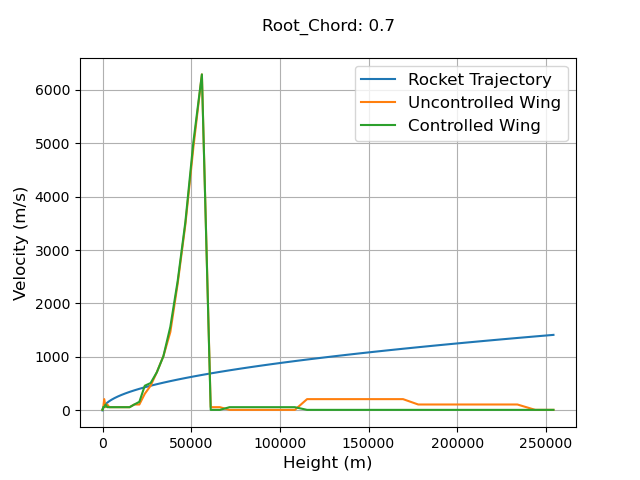 Root_Chord: 0.7
Rocket Trajectory
Uncontrolled Wing
Controlled Wing
Velocity (m/s)
6000
5000
4000
3000
2000
1000
0
0
50000
100000
150000
200000
250000
Height (m)